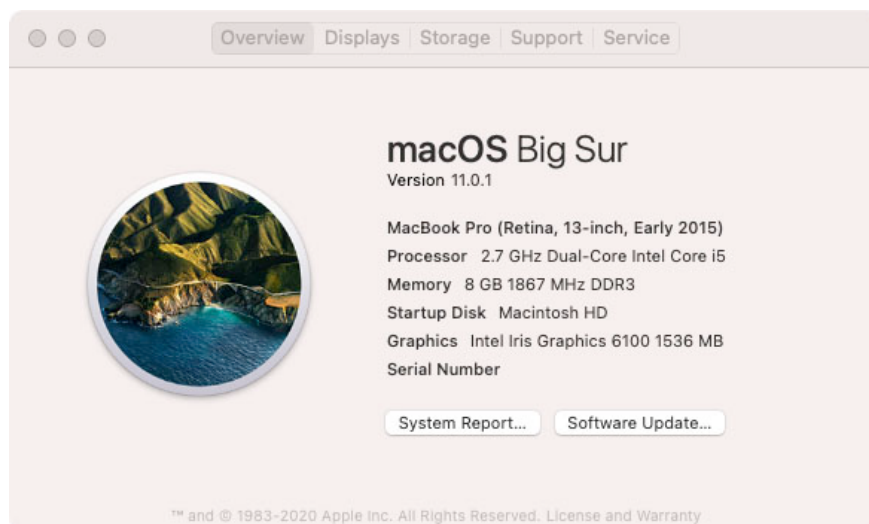 Overview Displays Storage Support Service
macOS Big Sur
Version 11.0.1
MacBook Pro (Retina, 13-inch, Early 2015)
Processor 2.7 GHz Dual-Core Intel Core i5
Memory 8 GB 1867 MHz DDR3
Startup Disk Macintosh HD
Graphics Intel Iris Graphics 6100 1536 MB
Serial Number
System Report... Software Update...
™ and © 1983-2020 Apple Inc. All Rights Reserved. License and Warranty